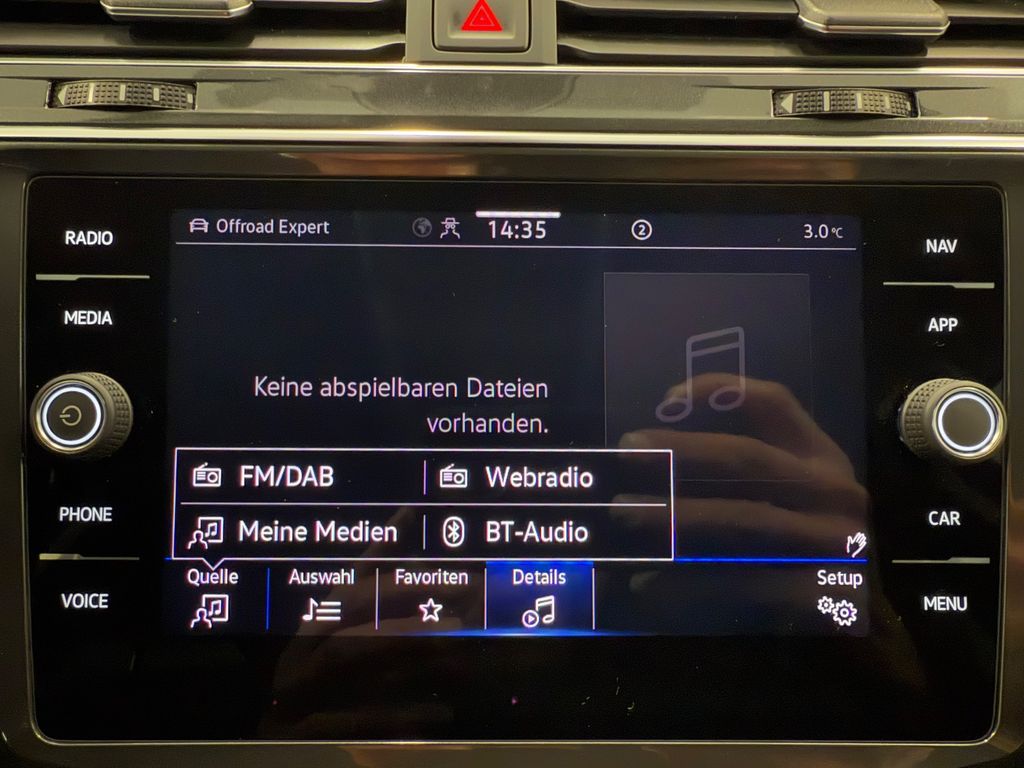 RADIO
MEDIA
PHONE
VOICE
Offroad Expert
14:35
2
3.0 °C
Keine abspielbaren Dateien
vorhanden.
FM/DAB
Webradio
Meine Medien
BT-Audio
Quelle
Auswahl
Favoriten
Details
Setup
NAV
APP
CAR
MENU